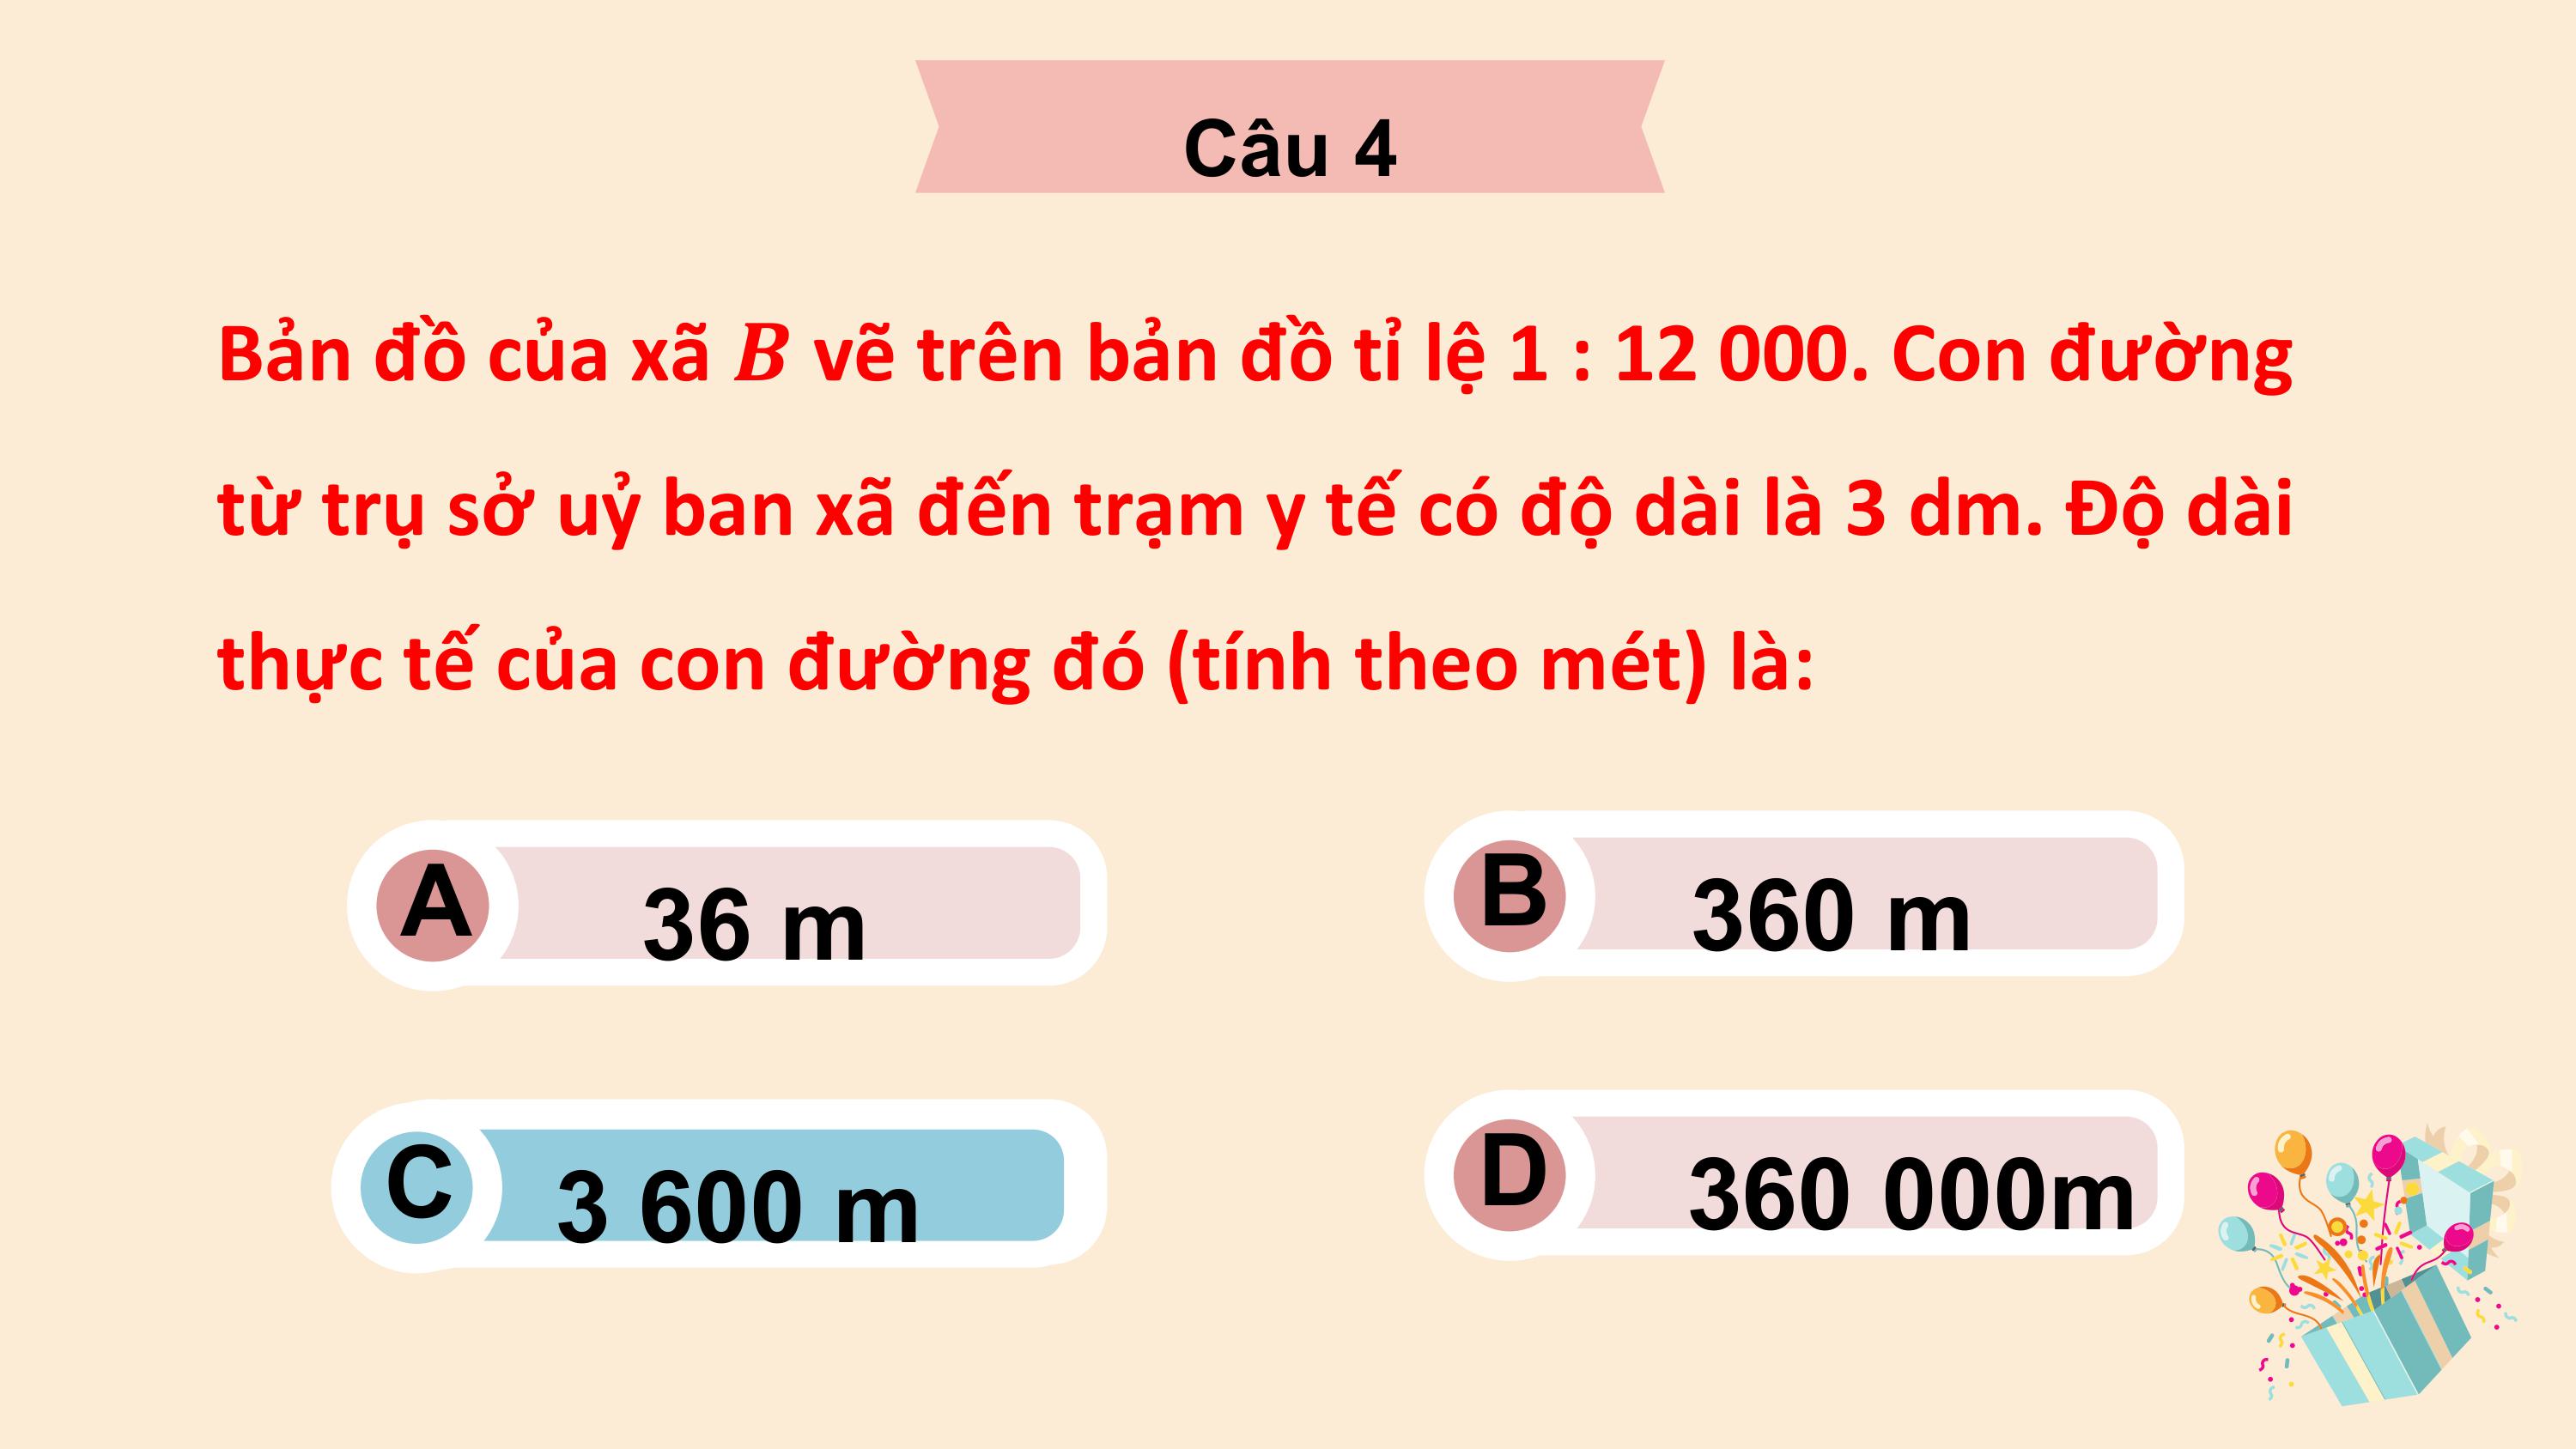 Câu 4
Bản đồ của xã B vẽ trên bản đồ tỉ lệ 1 : 12 000. Con đường
từ trụ sở uỷ ban xã đến trạm y tế có độ dài là 3 dm. Độ dài
thực tế của con đường đó (tính theo mét) là:
A 36 m
B 360 m
C 3 600 m
D 360 000m